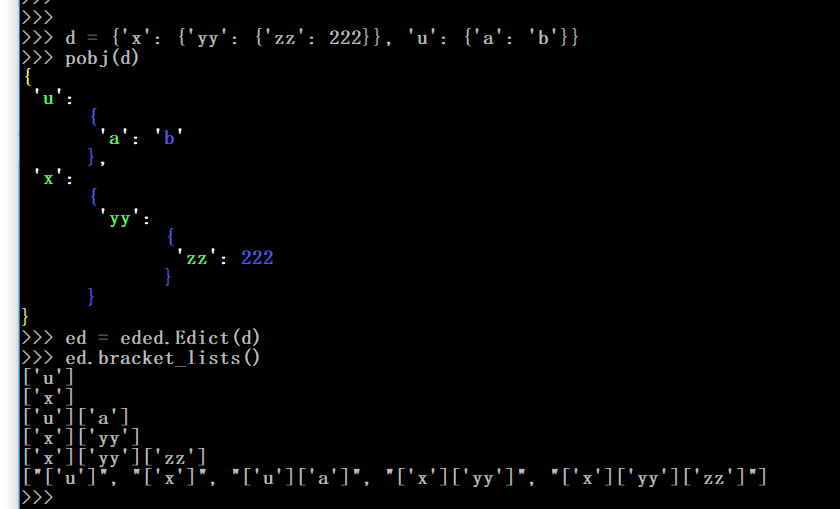 >>>
>>>
>>> d = {'x': {'yy': {'zz': 222}}, 'u': {'a': 'b'}}
>>> pobj(d)
{
 'u':
      {
       'a': 'b'
      },
 'x':
      {
       'yy':
             {
              'zz': 222
             }
      }
}
>>> ed = eded.Edict(d)
>>> ed.bracket_lists()
['u']
['x']
['u']['a']
['x']['yy']
['x']['yy']['zz']
["['u']", "['x']", "['u']['a']", "['x']['yy']", "['x']['yy']['zz']"]
>>>